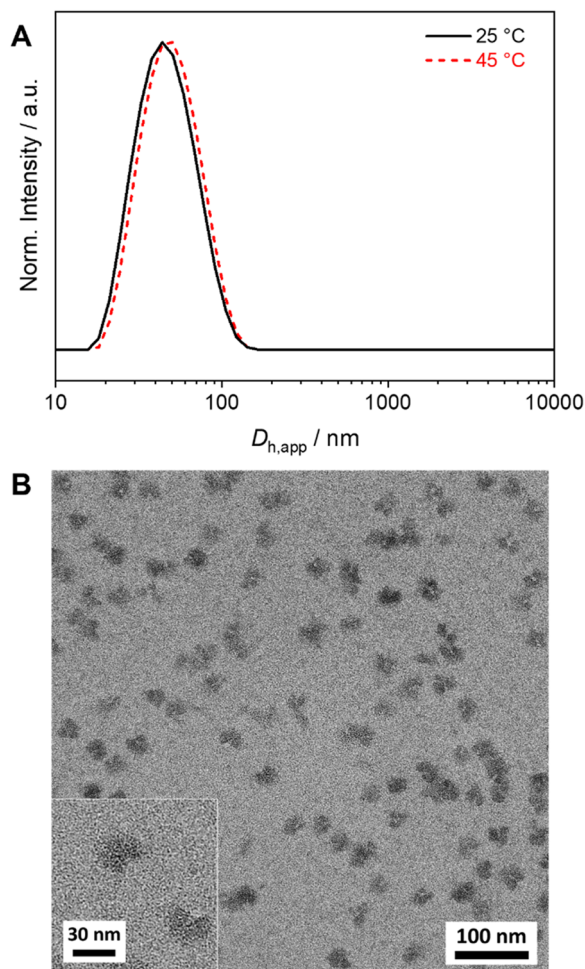 A
25 °C
45 °C
Norm. Intensity / a.u.
10 100 1000 10000
Dh,app / nm
B
30 nm
100 nm